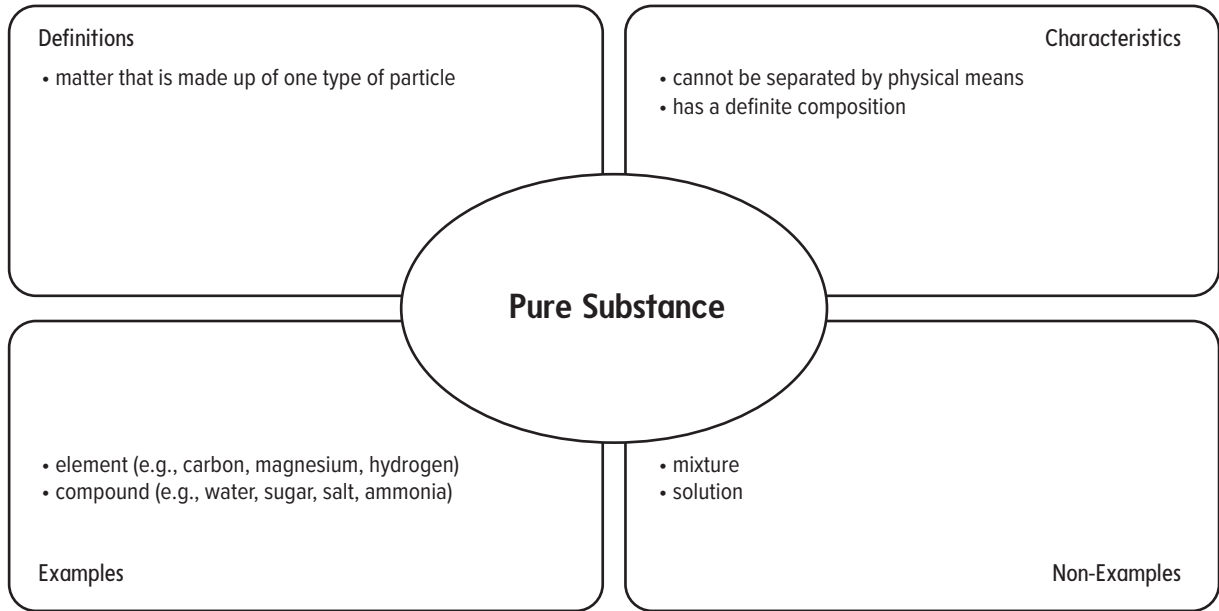 Definitions
• matter that is made up of one type of particle
Characteristics
• cannot be separated by physical means
• has a definite composition
Pure Substance
• element (e.g., carbon, magnesium, hydrogen)
• compound (e.g., water, sugar, salt, ammonia)
Examples
• mixture
• solution
Non-Examples